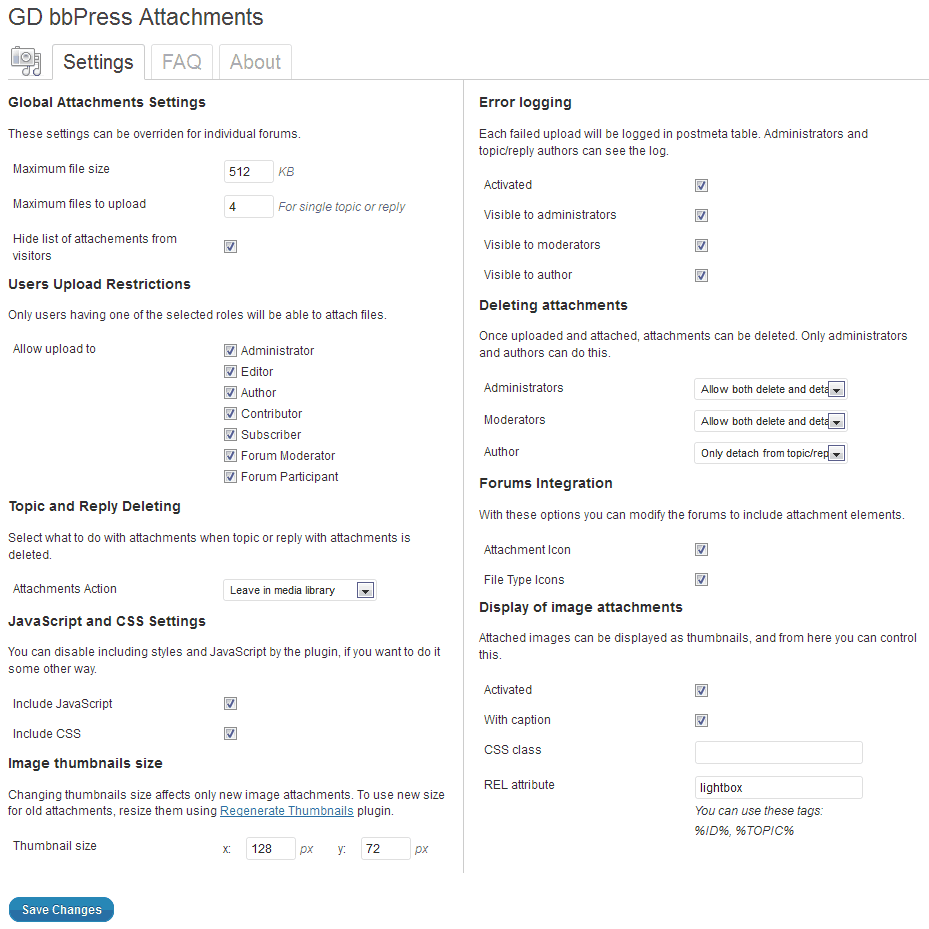 GD bbPress Attachments
Settings
FAQ
About
Global Attachments Settings
These settings can be overriden for individual forums.
Maximum file size
512
KB
Maximum files to upload
4
For single topic or reply
Hide list of attachements from
visitors
Users Upload Restrictions
Only users having one of the selected roles will be able to attach files.
Allow upload to
Administrator
Editor
Author
Contributor
Subscriber
Forum Moderator
Forum Participant
Topic and Reply Deleting
Select what to do with attachments when topic or reply with attachments is
deleted.
Attachments Action
Leave in media library
JavaScript and CSS Settings
You can disable including styles and JavaScript by the plugin, if you want to do it
some other way.
Include JavaScript
Include CSS
Image thumbnails size
Changing thumbnails size affects only new image attachments. To use new size
for old attachments, resize them using Regenerate Thumbnails plugin.
Thumbnail size
x:
128
px
y:
72
px
Error logging
Each failed upload will be logged in postmeta table. Administrators and
topic/reply authors can see the log.
Activated
Visible to administrators
Visible to moderators
Visible to author
Deleting attachments
Once uploaded and attached, attachments can be deleted. Only administrators
and authors can do this.
Administrators
Allow both delete and deta
Moderators
Allow both delete and deta
Author
Only detach from topic/rep
Forums Integration
With these options you can modify the forums to include attachment elements.
Attachment Icon
File Type Icons
Display of image attachments
Attached images can be displayed as thumbnails, and from here you can control
this.
Activated
With caption
CSS class
REL attribute
lightbox
You can use these tags:
%ID%, %TOPIC%
Save Changes